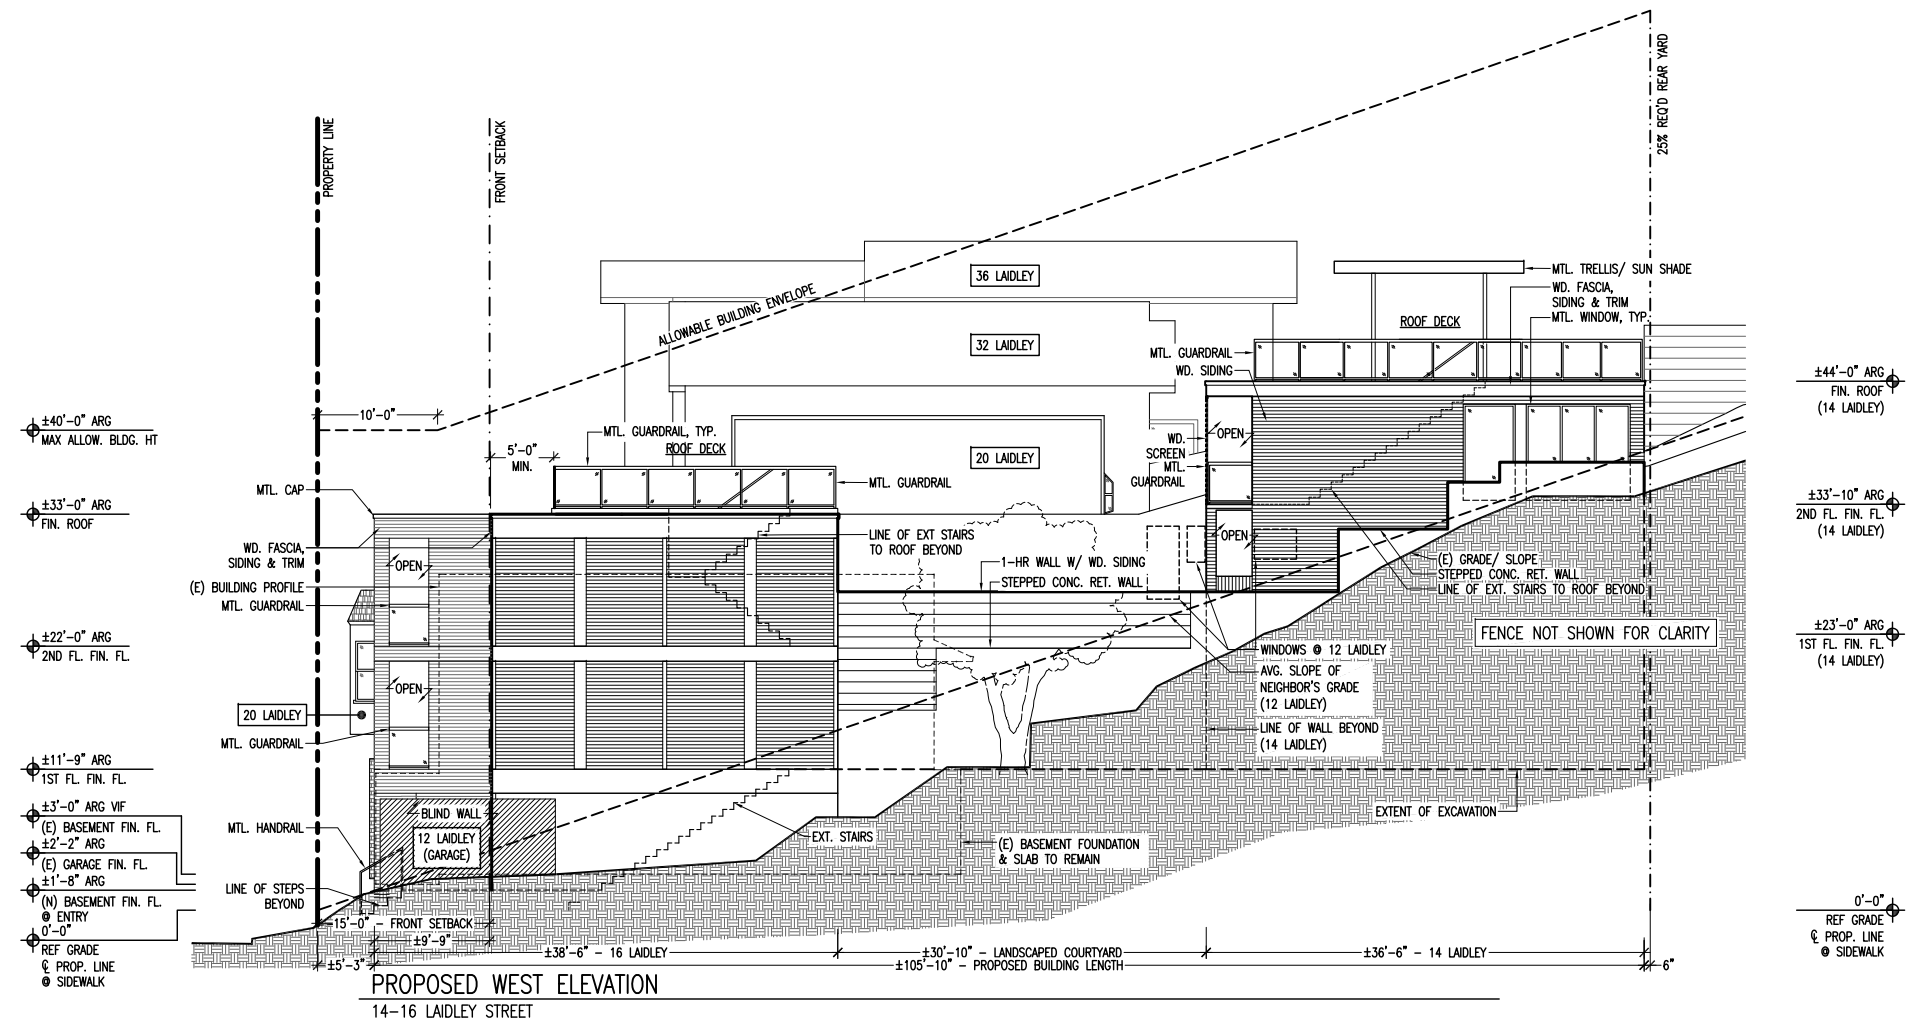 PROPERTY LINE
FRONT SETBACK
25% REQ'D REAR YARD
ALLOWABLE BUILDING ENVELOPE
36 LAIDLEY
32 LAIDLEY
20 LAIDLEY
MTL. TRELLIS/ SUN SHADE
WD. FASCIA,
SIDING & TRIM
MTL. WINDOW, TYP.
ROOF DECK
MTL. GUARDRAIL
WD. SIDING
±44'-0" ARG
FIN. ROOF
(14 LAIDLEY)
±40'-0" ARG
MAX ALLOW. BLDG. HT
10'-0"
5'-0"
MIN.
MTL. GUARDRAIL, TYP.
ROOF DECK
MTL. GUARDRAIL
OPEN
WD.
SCREEN
MTL.
GUARDRAIL
OPEN
MTL. CAP
±33'-0" ARG
FIN. ROOF
±33'-10" ARG
2ND FL. FIN. FL.
(14 LAIDLEY)
WD. FASCIA,
SIDING & TRIM
(E) BUILDING PROFILE
MTL. GUARDRAIL
OPEN
LINE OF EXT STAIRS
TO ROOF BEYOND
1-HR WALL W/ WD. SIDING
STEPPED CONC. RET. WALL
(E) GRADE/ SLOPE
STEPPED CONC. RET. WALL
LINE OF EXT. STAIRS TO ROOF BEYOND
FENCE NOT SHOWN FOR CLARITY
±22'-0" ARG
2ND FL. FIN. FL.
±23'-0" ARG
1ST FL. FIN. FL.
(14 LAIDLEY)
WINDOWS @ 12 LAIDLEY
AVG. SLOPE OF
NEIGHBOR'S GRADE
(12 LAIDLEY)
LINE OF WALL BEYOND
(14 LAIDLEY)
OPEN
20 LAIDLEY
MTL. GUARDRAIL
±11'-9" ARG
1ST FL. FIN. FL.
±3'-0" ARG VIF
(E) BASEMENT FIN. FL.
±2'-2" ARG
(E) GARAGE FIN. FL.
±1'-8" ARG
(N) BASEMENT FIN. FL.
@ ENTRY
0'-0"
REF GRADE
℄ PROP. LINE
@ SIDEWALK
MTL. HANDRAIL
LINE OF STEPS
BEYOND
BLIND WALL
12 LAIDLEY
(GARAGE)
EXT. STAIRS
(E) BASEMENT FOUNDATION
& SLAB TO REMAIN
EXTENT OF EXCAVATION
0'-0"
REF GRADE
℄ PROP. LINE
@ SIDEWALK
15'-0" - FRONT SETBACK
±9'-9"
±38'-6" - 16 LAIDLEY
±30'-10" - LANDSCAPED COURTYARD
±36'-6" - 14 LAIDLEY
±5'-3"
±105'-10" - PROPOSED BUILDING LENGTH
6"
PROPOSED WEST ELEVATION
14-16 LAIDLEY STREET